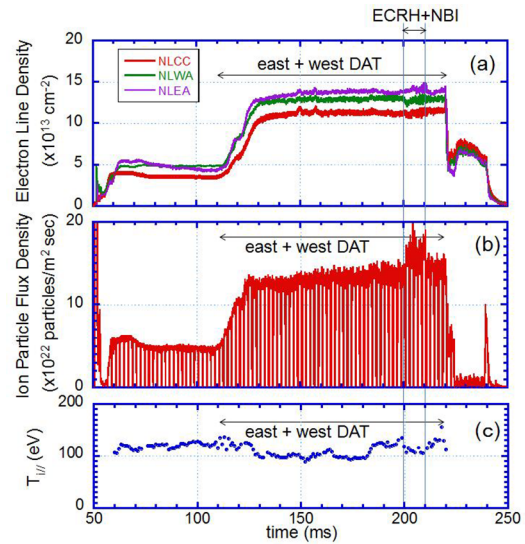 ECRH+NBI
Electron Line Density
(x10¹³ cm⁻²)
20
15
10
5
0
NLCC
NLWA
NLEA
east + west DAT
(a)
Ion Particle Flux Density
(x10²² particles/m² sec)
20
10
0
east + west DAT
(b)
T_i// (eV)
200
100
0
east + west DAT
(c)
50 100 150 200 250
time (ms)